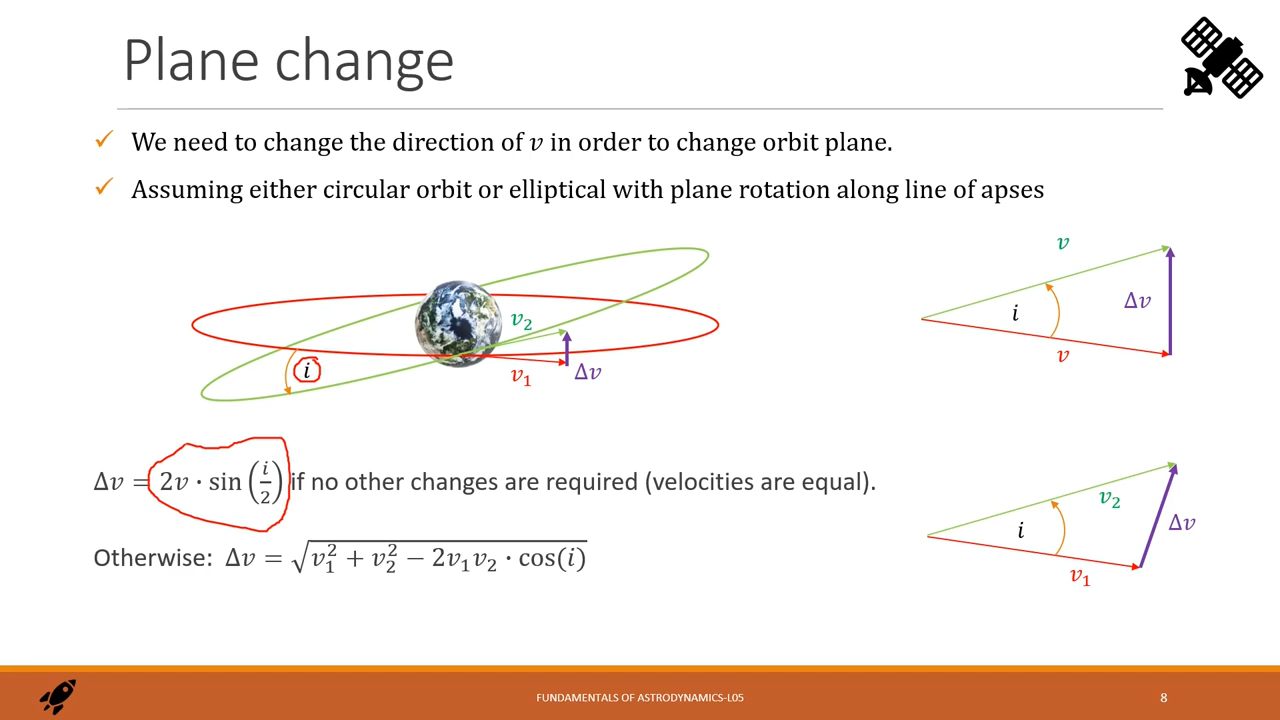 Plane change
✓ We need to change the direction of 𝑣 in order to change orbit plane.
✓ Assuming either circular orbit or elliptical with plane rotation along line of apses
v₂
i
v₁
Δv
v
i
Δv
v
Δv = 2v · sin(i/2) if no other changes are required (velocities are equal).
Otherwise: Δv = √(v₁² + v₂² − 2v₁v₂ · cos(i))
v₂
i
Δv
v₁
FUNDAMENTALS OF ASTRODYNAMICS-L05
8